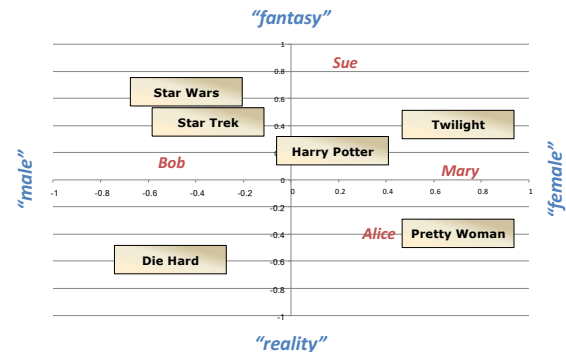 “fantasy”
1
Sue
0.8
Star Wars
0.6
Star Trek
Twilight
0.4
Harry Potter
Bob
Mary
“male”
“female”
0
-1
-0.8
-0.6
-0.4
-0.2
0
0.2
0.4
0.6
0.8
1
-0.2
Alice
Pretty Woman
-0.4
Die Hard
-0.6
-0.8
-1
“reality”